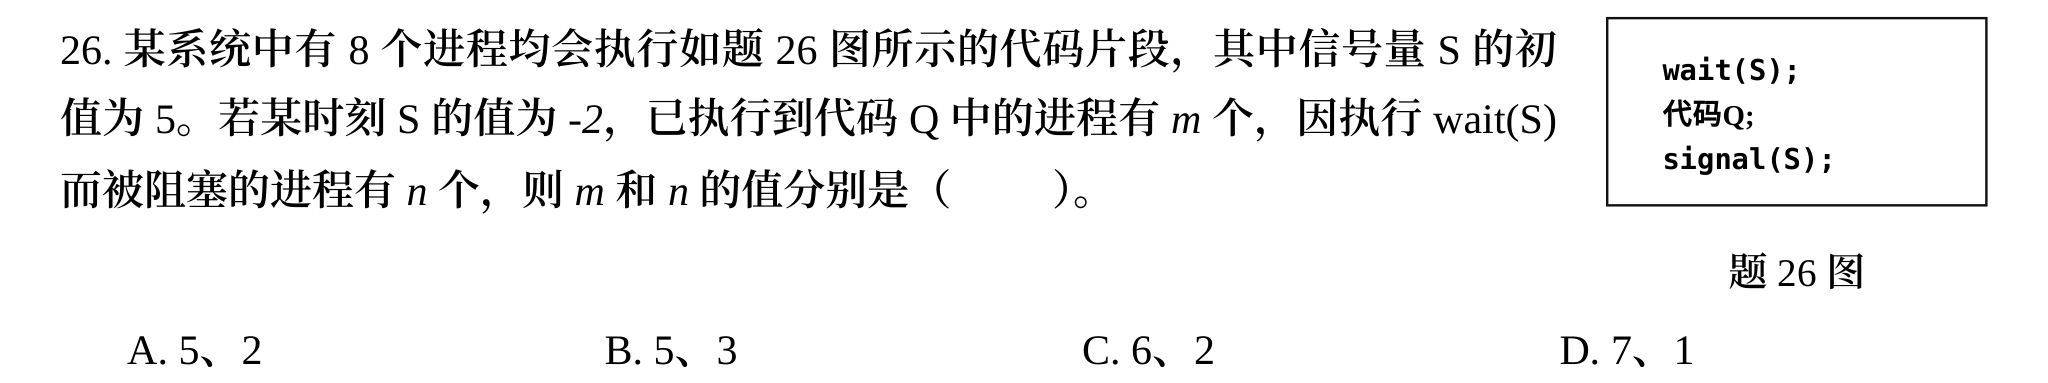 26. 某系统中有 8 个进程均会执行如题 26 图所示的代码片段，其中信号量 S 的初
值为 5。若某时刻 S 的值为 -2，已执行到代码 Q 中的进程有 m 个，因执行 wait(S)
而被阻塞的进程有 n 个，则 m 和 n 的值分别是（　　）。
wait(S);
代码Q;
signal(S);
题 26 图
A. 5、2　　B. 5、3　　C. 6、2　　D. 7、1